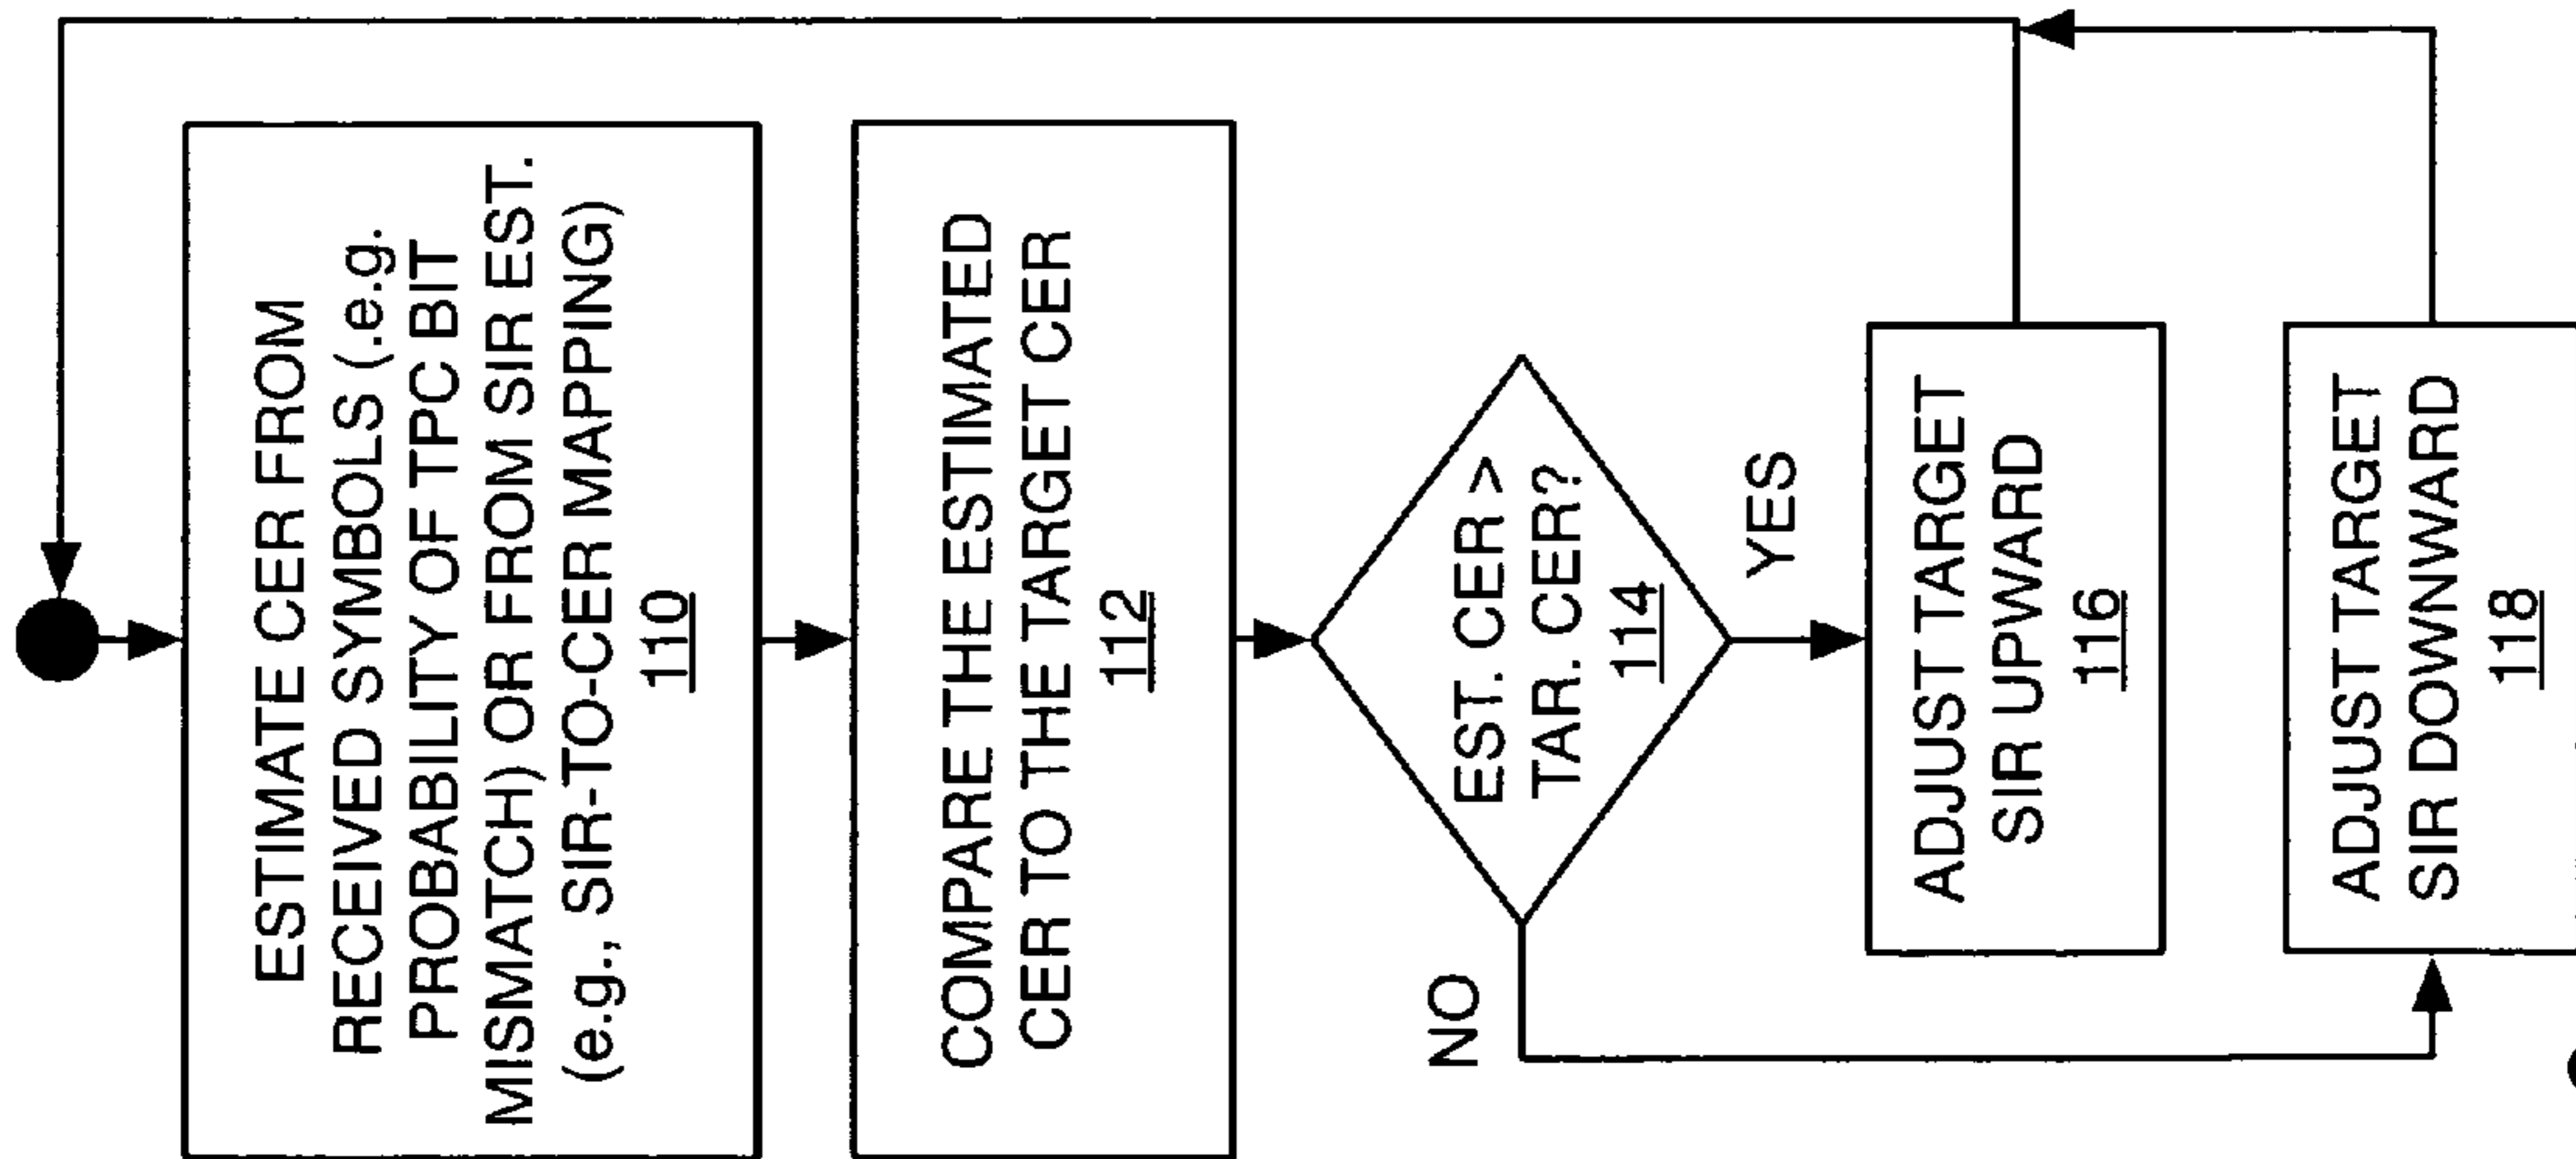 ESTIMATE CER FROM
RECEIVED SYMBOLS (.e.g.
PROBABILITY OF TPC BIT
MISMATCH) OR FROM SIR EST.
(e.g., SIR-TO-CER MAPPING)
110
COMPARE THE ESTIMATED
CER TO THE TARGET CER
112
EST. CER >
TAR. CER?
114
NO
YES
ADJUST TARGET
SIR UPWARD
116
ADJUST TARGET
SIR DOWNWARD
118